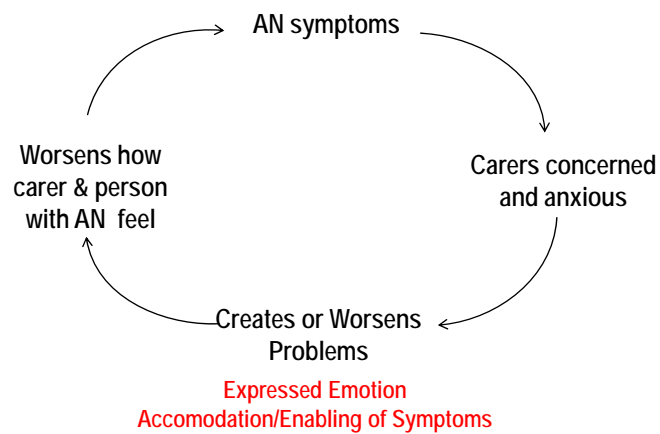 AN symptoms
Carers concerned
and anxious
Creates or Worsens
Problems
Expressed Emotion
Accomodation/Enabling of Symptoms
Worsens how
carer & person
with AN feel